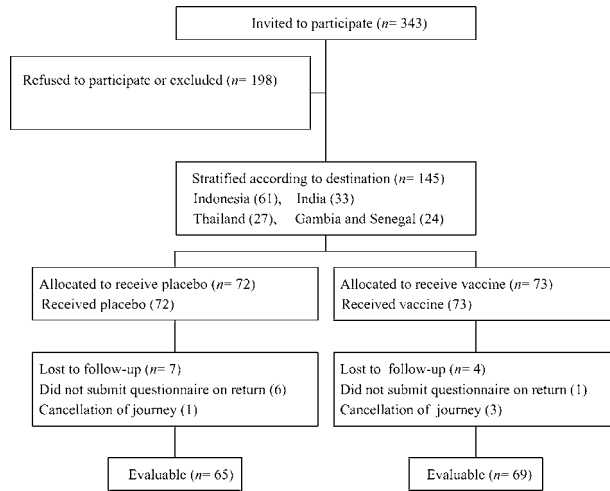 Invited to participate (n= 343)
Refused to participate or excluded (n= 198)
Stratified according to destination (n= 145)
Indonesia (61), India (33)
Thailand (27), Gambia and Senegal (24)
Allocated to receive placebo (n= 72)
Received placebo (72)
Allocated to receive vaccine (n= 73)
Received vaccine (73)
Lost to follow-up (n= 7)
Did not submit questionnaire on return (6)
Cancellation of journey (1)
Lost to follow-up (n= 4)
Did not submit questionnaire on return (1)
Cancellation of journey (3)
Evaluable (n= 65)
Evaluable (n= 69)